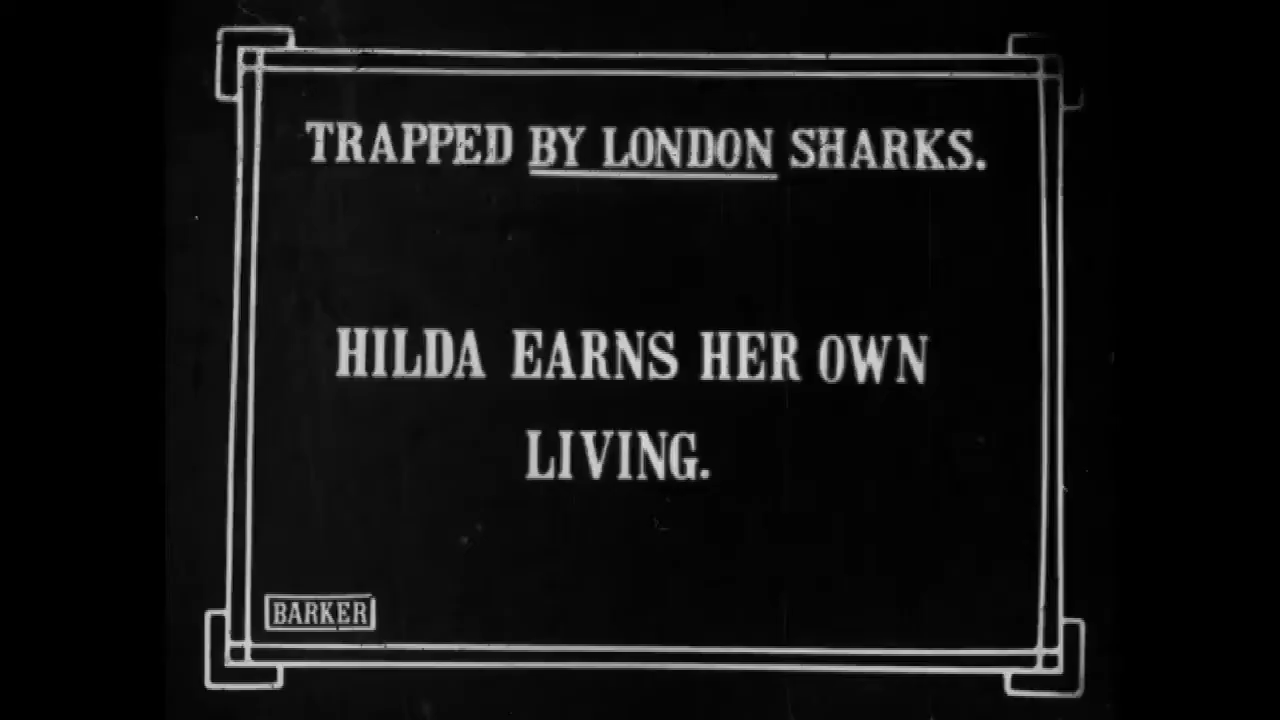 TRAPPED BY LONDON SHARKS.
HILDA EARNS HER OWN
LIVING.
BARKER